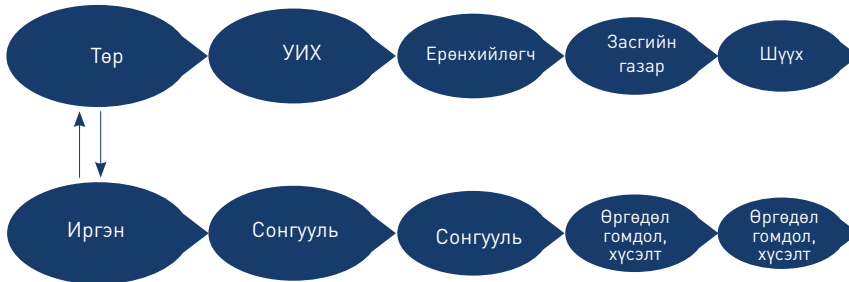 Төр
УИХ
Ерөнхийлөгч
Засгийн
газар
Шүүх
Иргэн
Сонгууль
Сонгууль
Өргөдөл
гомдол,
хүсэлт
Өргөдөл
гомдол,
хүсэлт